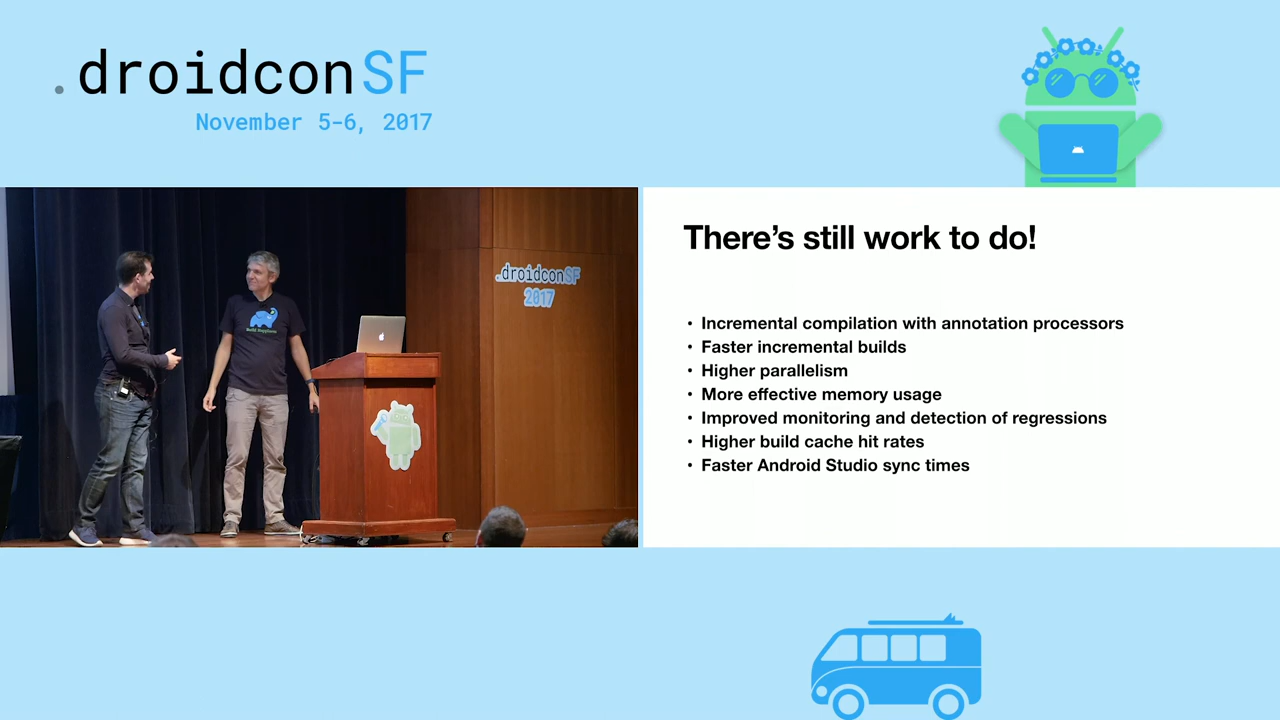 .droidconSF
November 5-6, 2017
.droidconSF
2017
Build Happiness
There's still work to do!
• Incremental compilation with annotation processors
• Faster incremental builds
• Higher parallelism
• More effective memory usage
• Improved monitoring and detection of regressions
• Higher build cache hit rates
• Faster Android Studio sync times